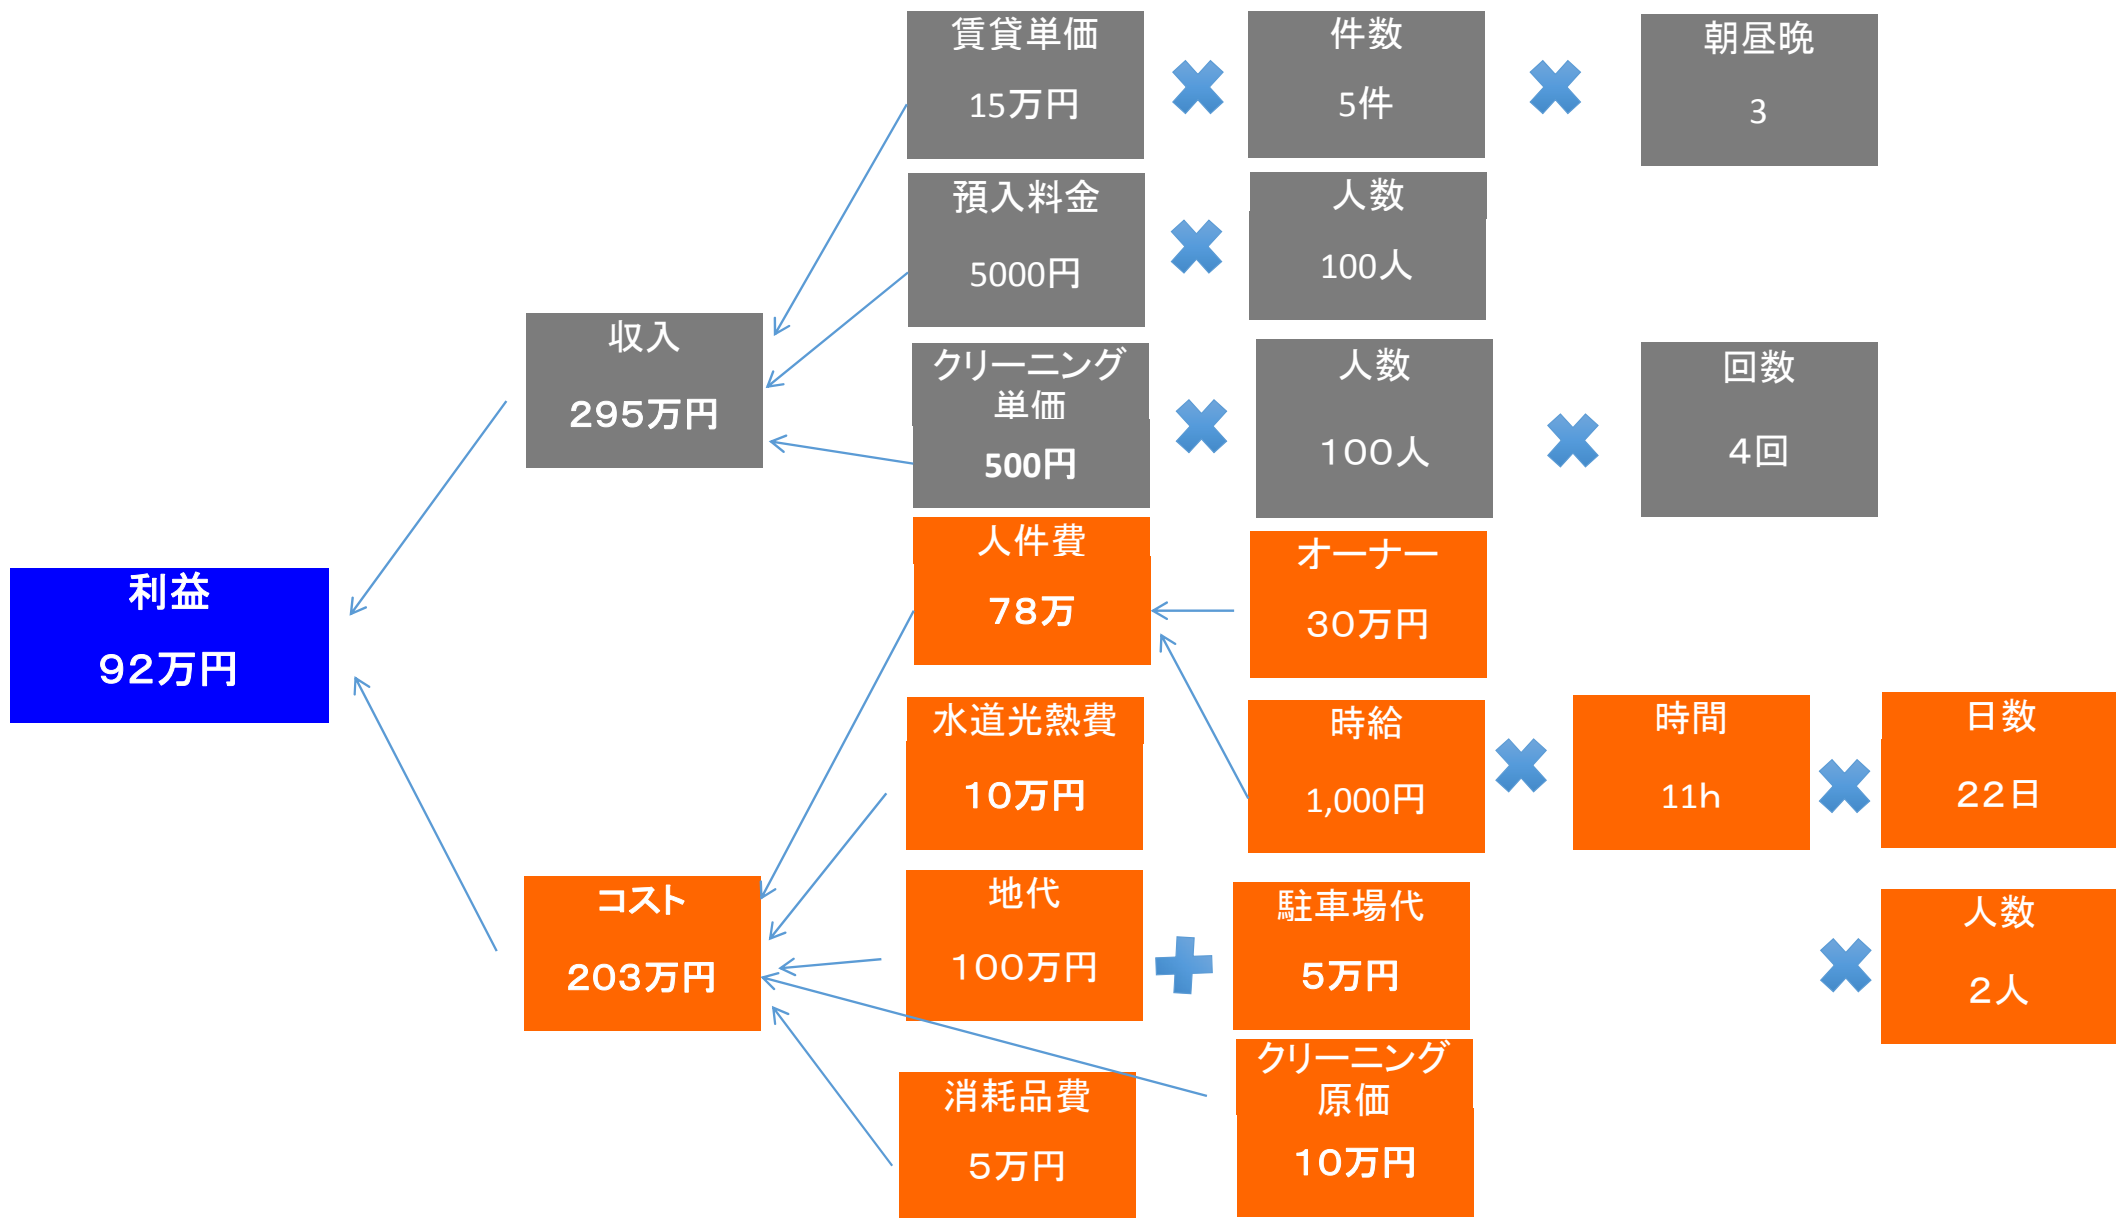 賃貸単価
15万円
件数
5件
朝昼晩
3
預入料金
5000円
人数
100人
収入
295万円
クリーニング
単価
500円
人数
100人
回数
4回
人件費
78万
オーナー
30万円
利益
92万円
水道光熱費
10万円
時給
1,000円
時間
11h
日数
22日
コスト
203万円
地代
100万円
駐車場代
5万円
人数
2人
消耗品費
5万円
クリーニング
原価
10万円